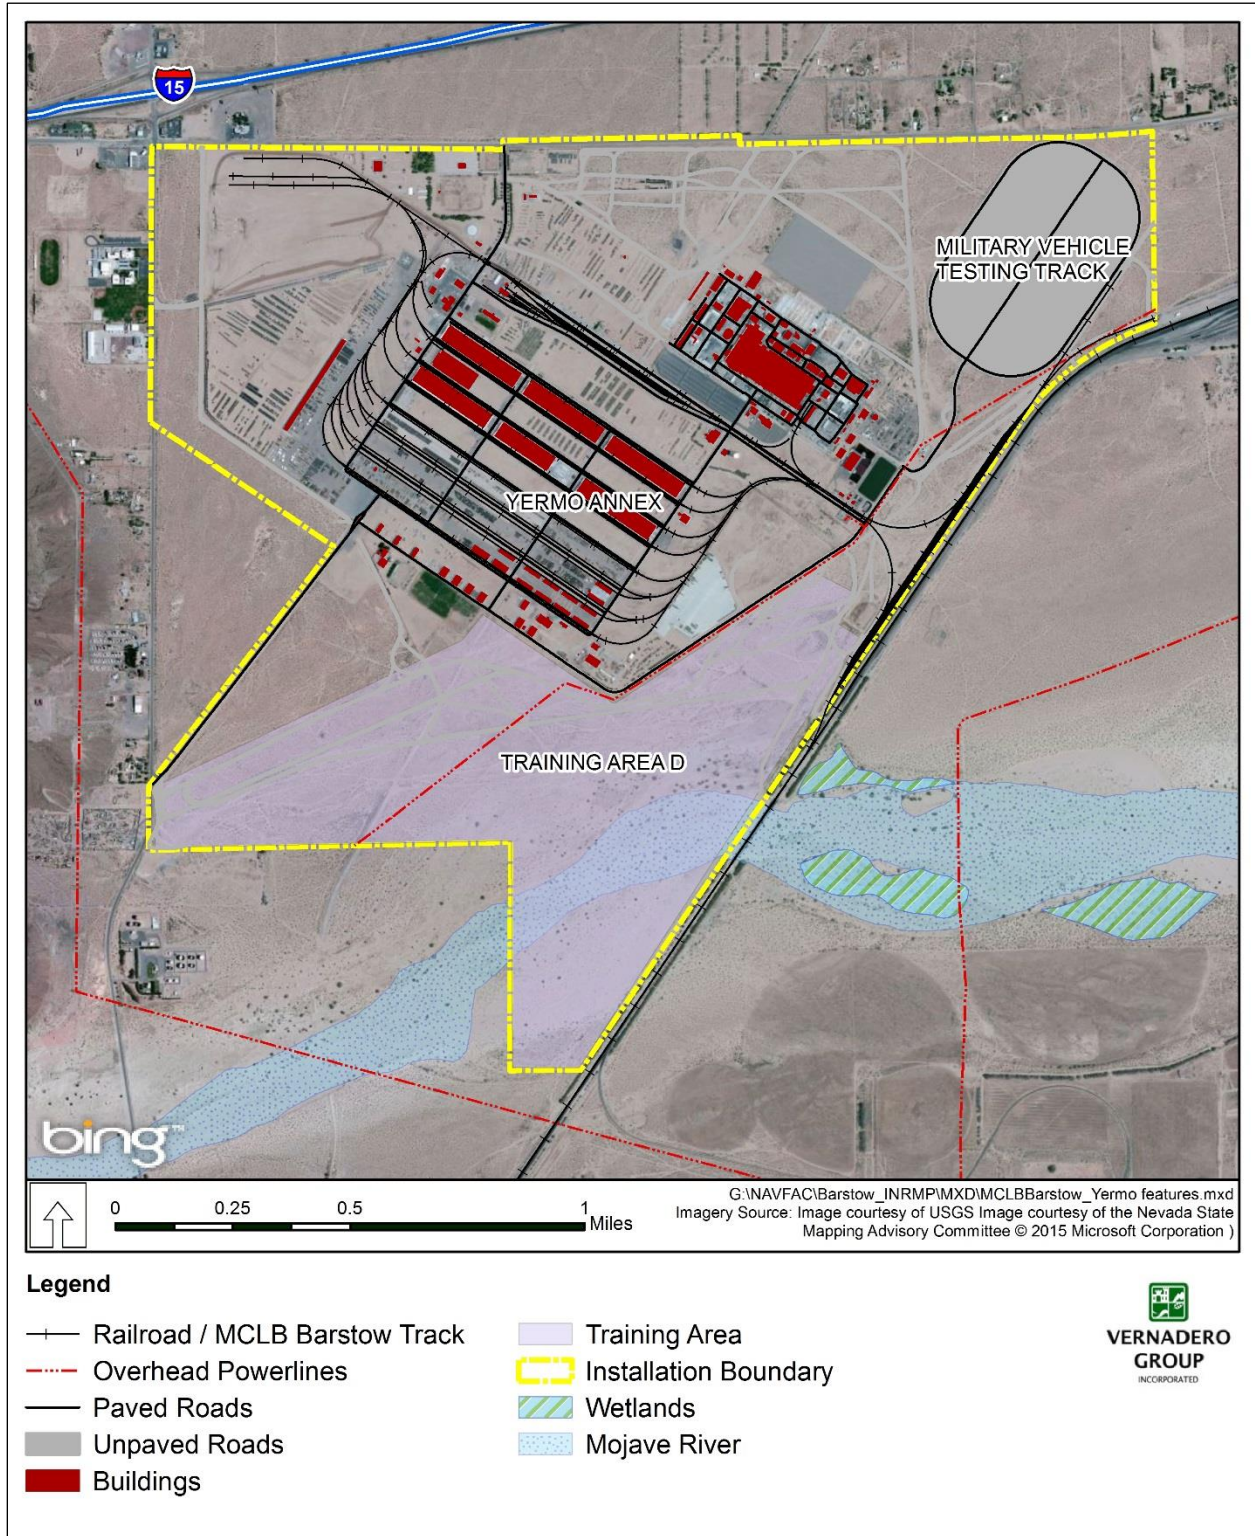 15
MILITARY VEHICLE
TESTING TRACK
YERMO ANNEX
TRAINING AREA D
bing™
0 0.25 0.5 1
Miles
G:\NAVFAC\Barstow_INRMP\MXD\MCLBBarstow_Yermo features.mxd
Imagery Source: Image courtesy of USGS Image courtesy of the Nevada State
Mapping Advisory Committee © 2015 Microsoft Corporation )
Legend
Railroad / MCLB Barstow Track
Overhead Powerlines
Paved Roads
Unpaved Roads
Buildings
Training Area
Installation Boundary
Wetlands
Mojave River
VERNADERO
GROUP
INCORPORATED